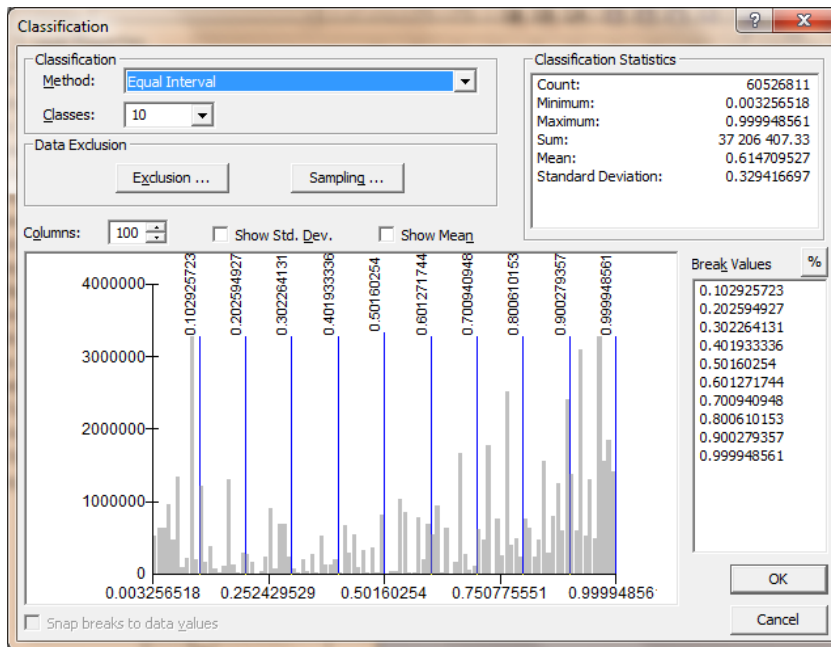 Classification
Classification
Method: Equal Interval
Classes: 10
Data Exclusion
Exclusion ... Sampling ...
Classification Statistics
Count: 60526811
Minimum: 0.003256518
Maximum: 0.999948561
Sum: 37 206 407.33
Mean: 0.614709527
Standard Deviation: 0.329416697
Columns: 100 Show Std. Dev. Show Mean
0.102925723
0.202594927
0.302264131
0.401933336
0.50160254
0.601271744
0.700940948
0.800610153
0.900279357
0.999948561
4000000
3000000
2000000
1000000
0
0.003256518 0.252429529 0.50160254 0.750775551 0.99994856
Break Values %
0.102925723
0.202594927
0.302264131
0.401933336
0.50160254
0.601271744
0.700940948
0.800610153
0.900279357
0.999948561
OK
Cancel
Snap breaks to data values